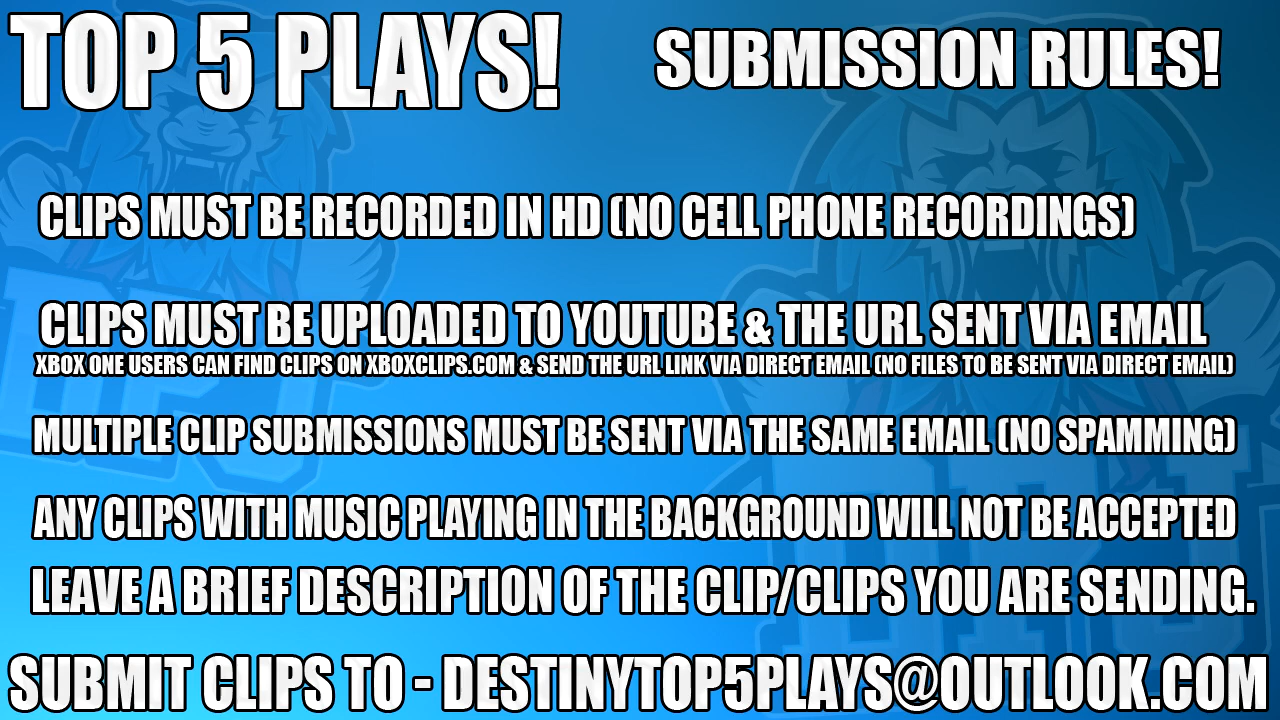 TOP 5 PLAYS!
SUBMISSION RULES!
CLIPS MUST BE RECORDED IN HD (NO CELL PHONE RECORDINGS)
CLIPS MUST BE UPLOADED TO YOUTUBE & THE URL SENT VIA EMAIL
XBOX ONE USERS CAN FIND CLIPS ON XBOXCLIPS.COM & SEND THE URL LINK VIA DIRECT EMAIL (NO FILES TO BE SENT VIA DIRECT EMAIL)
MULTIPLE CLIP SUBMISSIONS MUST BE SENT VIA THE SAME EMAIL (NO SPAMMING)
ANY CLIPS WITH MUSIC PLAYING IN THE BACKGROUND WILL NOT BE ACCEPTED
LEAVE A BRIEF DESCRIPTION OF THE CLIP/CLIPS YOU ARE SENDING.
SUBMIT CLIPS TO - DESTINYTOP5PLAYS@OUTLOOK.COM